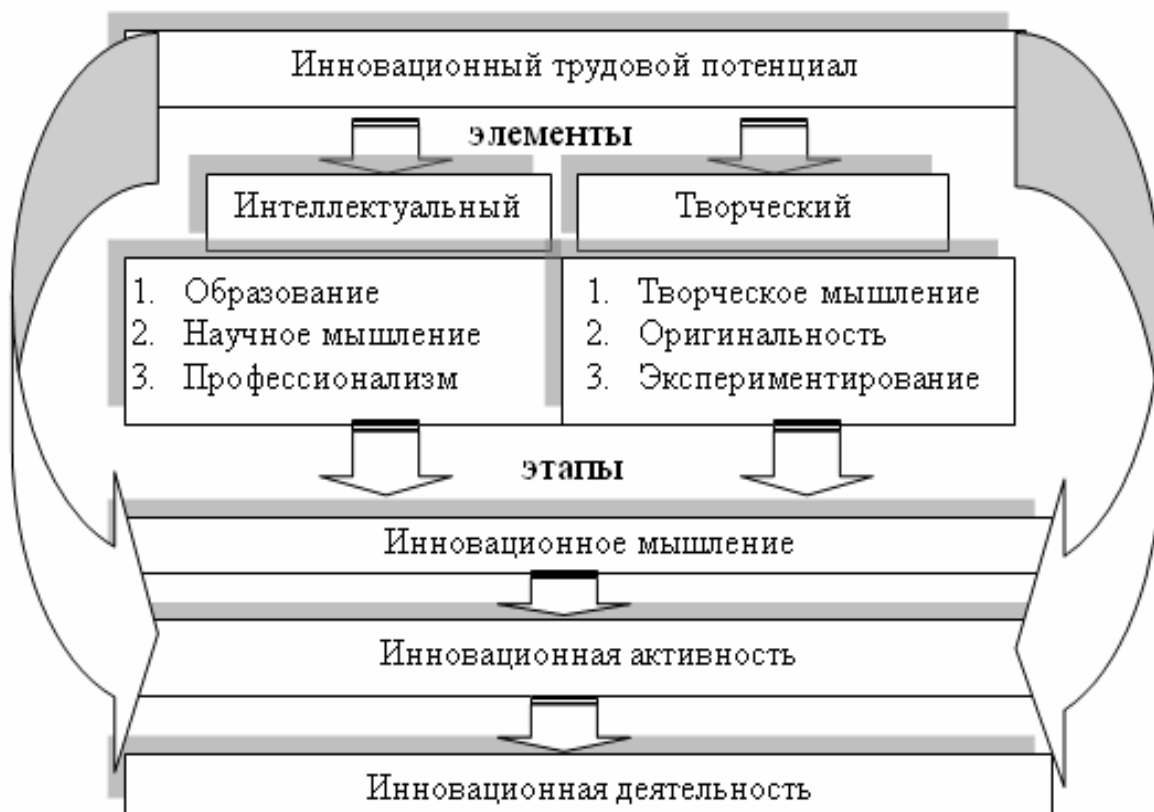 Инновационный трудовой потенциал
элементы
Интеллектуальный
Творческий
1. Образование
2. Научное мышление
3. Профессионализм
1. Творческое мышление
2. Оригинальность
3. Экспериментирование
этапы
Инновационное мышление
Инновационная активность
Инновационная деятельность